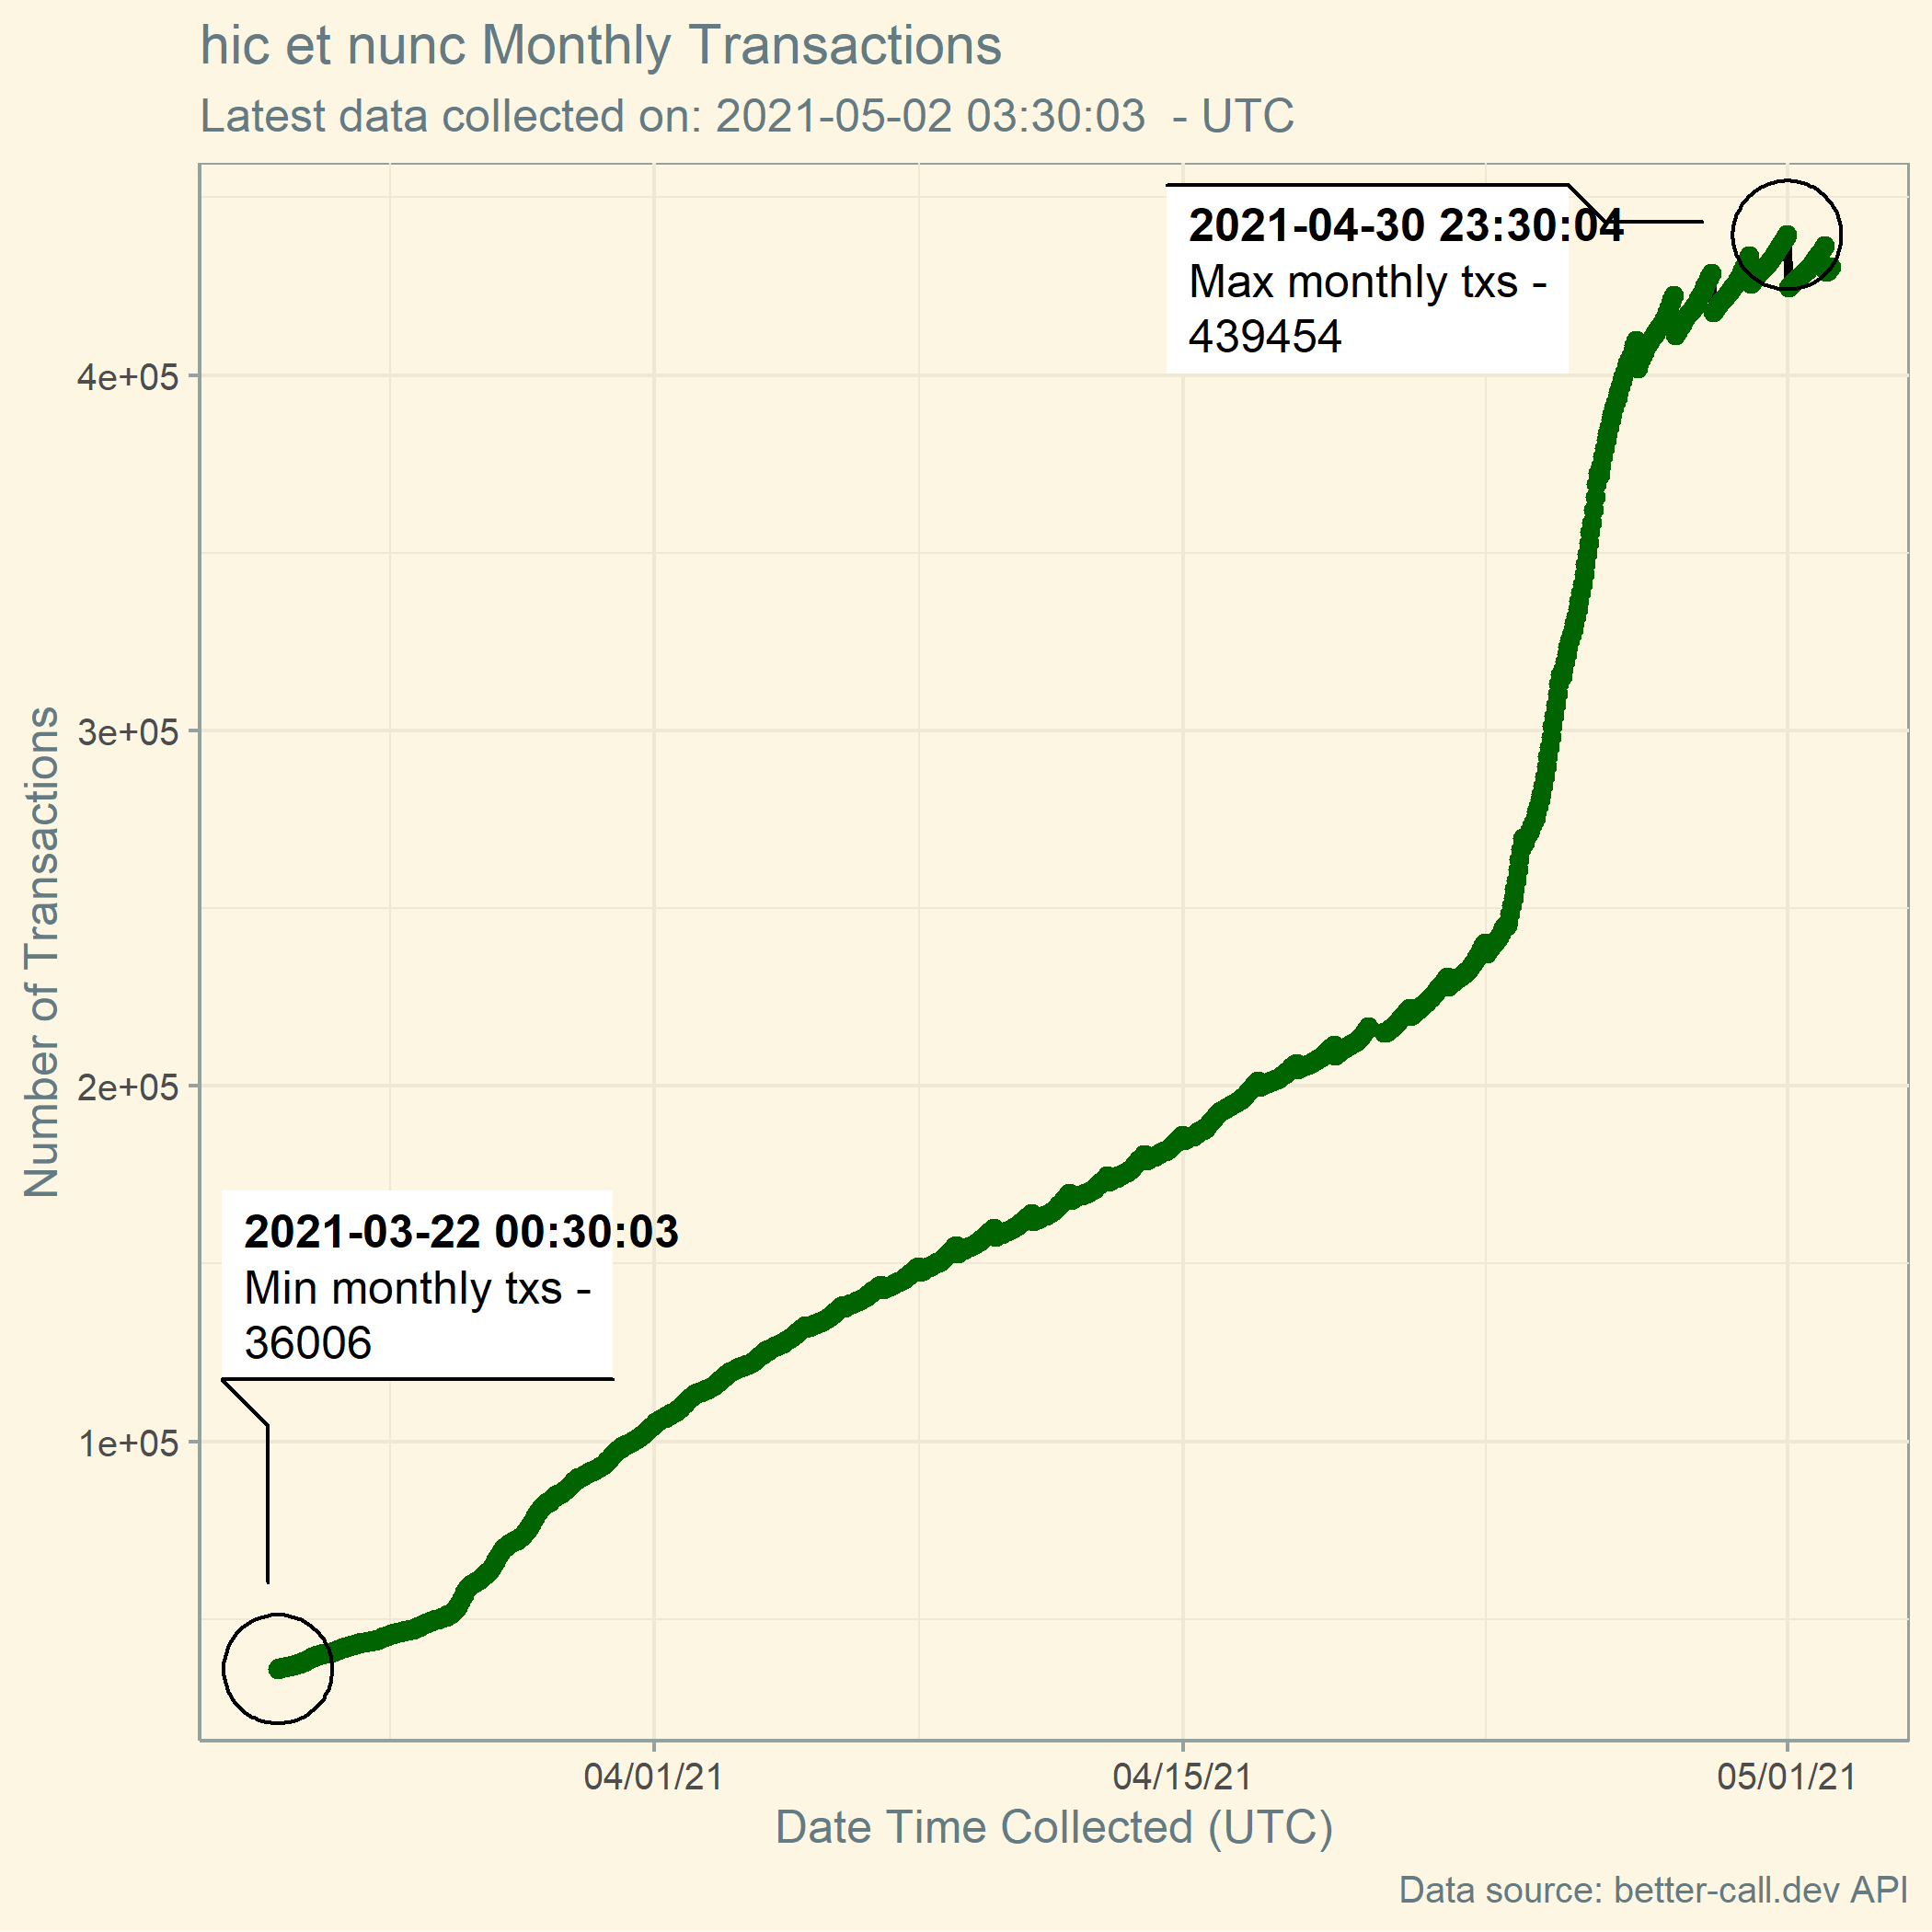 hic et nunc Monthly Transactions
Latest data collected on: 2021-05-02 03:30:03  - UTC
2021-04-30 23:30:04
Max monthly txs -
439454
4e+05
3e+05
2e+05
1e+05
Number of Transactions
2021-03-22 00:30:03
Min monthly txs -
36006
04/01/21
04/15/21
05/01/21
Date Time Collected (UTC)
Data source: better-call.dev API